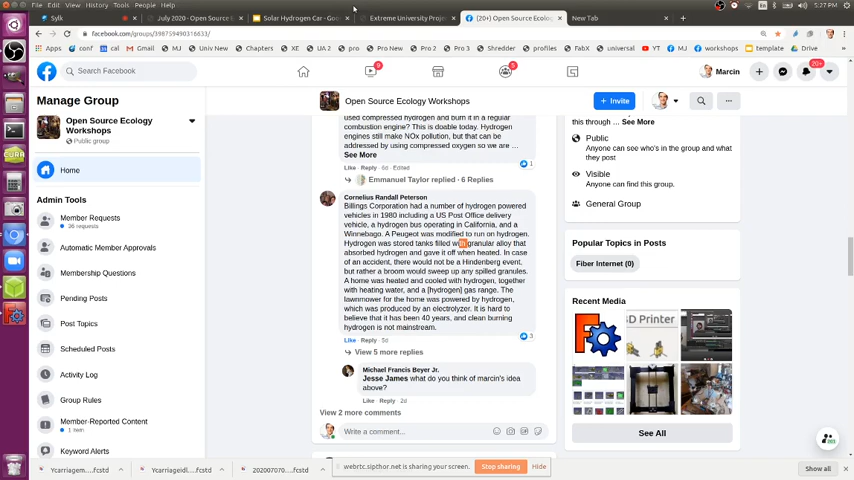 File Edit View History Tools People Help
5:27 PM
Sylk
July 2020 - Open Source E
Solar Hydrogen Car - Go
Extreme University Proje
(20+) Open Source Ecolog
New Tab
facebook.com/groups/398759490316633/
Apps conf cal Gmail MJ Univ New Chapters XE UA 2 pro Pro New Pro 2 Pro 3 Shredder profiles FabX universal YT MJ workshops template Drive
Search Facebook
9
6
Marcin
20+
Manage Group
Open Source Ecology
Workshops
Public group
Home
Admin Tools
Member Requests
26 requests
Automatic Member Approvals
Membership Questions
Pending Posts
Post Topics
Scheduled Posts
Activity Log
Group Rules
Member-Reported Content
1 item
Keyword Alerts
Open Source Ecology Workshops
+ Invite
used compressed hydrogen and burn it in a regular
combustion engine? This is doable today. Hydrogen
engines still make NOx pollution, but that can be
addressed by using compressed oxygen so we are ...
See More
1
Like · Reply · 6d · Edited
Emmanuel Taylor replied · 6 Replies
Cornelius Randall Peterson
Billings Corporation had a number of hydrogen powered
vehicles in 1980 including a US Post Office delivery
vehicle, a hydrogen bus operating in California, and a
Winnebago. A Peugeot was modified to run on hydrogen.
Hydrogen was stored tanks filled granular alloy that
absorbed hydrogen and gave it off when heated. In case
of an accident, there would not be a Hindenberg event,
but rather a broom would sweep up any spilled granules.
A home was heated and cooled with hydrogen, together
with heating water, and a [hydrogen] gas range. The
lawnmower for the home was powered by hydrogen,
which was produced by an electrolyzer. It is hard to
believe that it has been 40 years, and clean burning
hydrogen is not mainstream.
3
Like · Reply · 5d
View 5 more replies
Michael Francis Beyer Jr.
Jesse James what do you think of marcin's idea
above?
Like · Reply · 2d
View 2 more comments
Write a comment...
this through ... See More
Public
Anyone can see who's in the group and what
they post
Visible
Anyone can find this group.
General Group
Popular Topics in Posts
Fiber Internet (0)
Recent Media
3D Printer
See All
Ycarriagem....fcstd
Ycarriageidl....fcstd
202007070....fcstd
webrtc.sipthor.net is sharing your screen.
Stop sharing
Hide
Show all